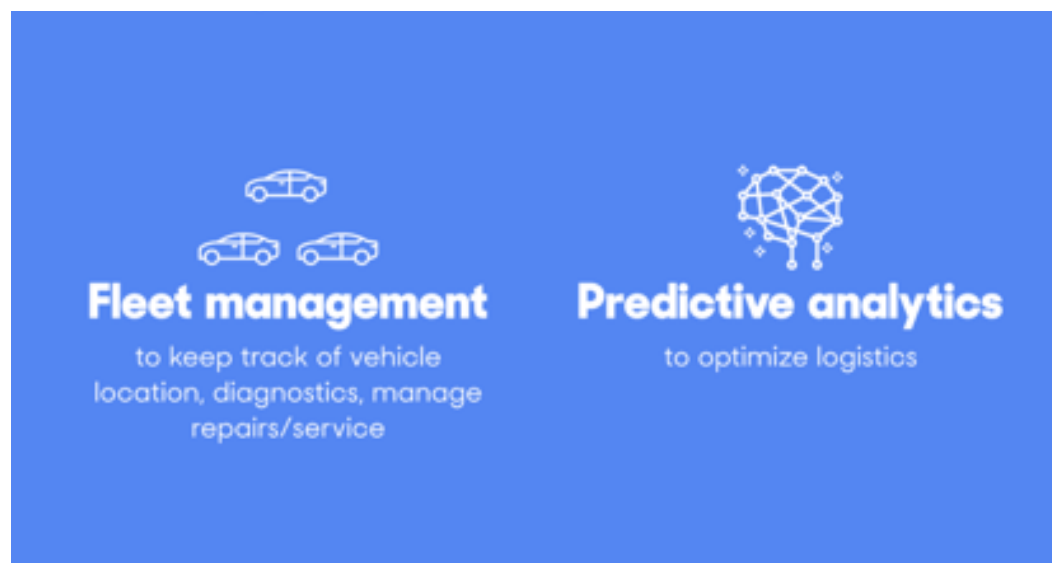 Fleet management
to keep track of vehicle
location, diagnostics, manage
repairs/service
Predictive analytics
to optimize logistics